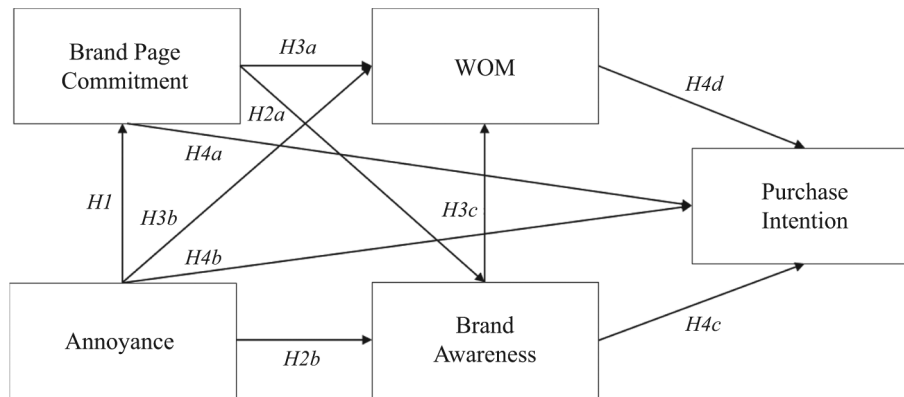 Brand Page
Commitment
H3a
WOM
H4d
H2a
H4a
H1
H3b
H3c
H4b
Purchase
Intention
Annoyance
H2b
Brand
Awareness
H4c